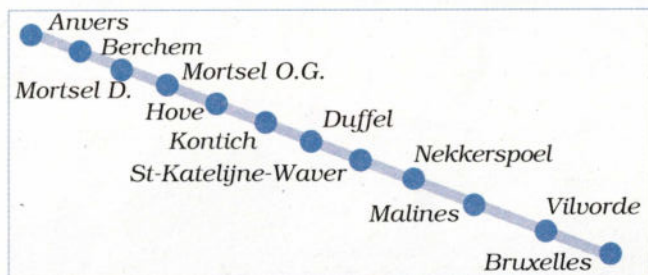 Anvers
Berchem
Mortsel D.
Mortsel O.G.
Hove
Kontich
Duffel
St-Katelijne-Waver
Nekkerspoel
Malines
Vilvorde
Bruxelles